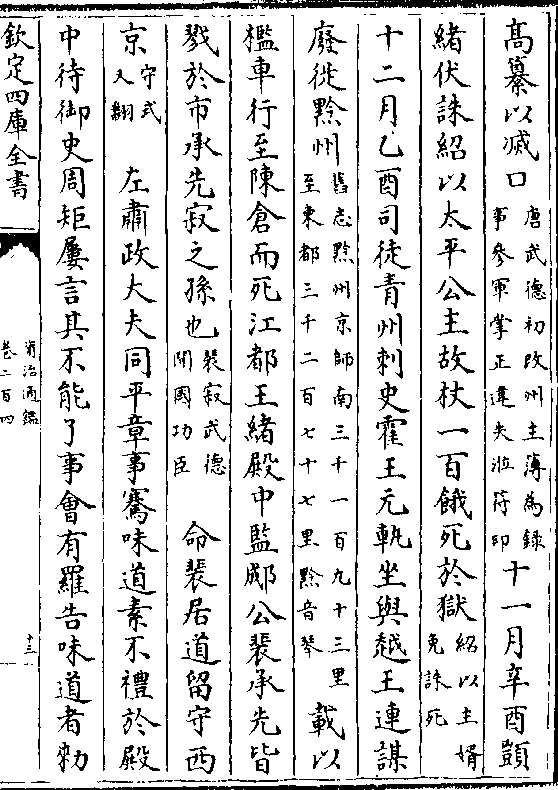 髙纂以滅口唐武德初改州主簿為録事參軍掌正違失涖符印十一月辛酉顗
緒伏誅紹以太平公主故杖一百餓死於獄紹以主壻免誅死
十二月乙酉司徒青州刺史霍王元軌坐與越王連謀
廢徙黔州舊志黔州京師南三千一百九十三里至東都三千二百七十七里黔音琴載以
檻車行至陳倉而死江都王緒殿中監郕公裴承先皆
戮於市承先寂之孫也裴寂武德開國功臣命裴居道留守西
京守式又翻左肅政大夫同平章事騫味道素不禮於殿
中侍御史周矩屢言其不能了事㑹有羅告味道者勅
欽定四庫全書
資治通鑑
卷二百四
十三